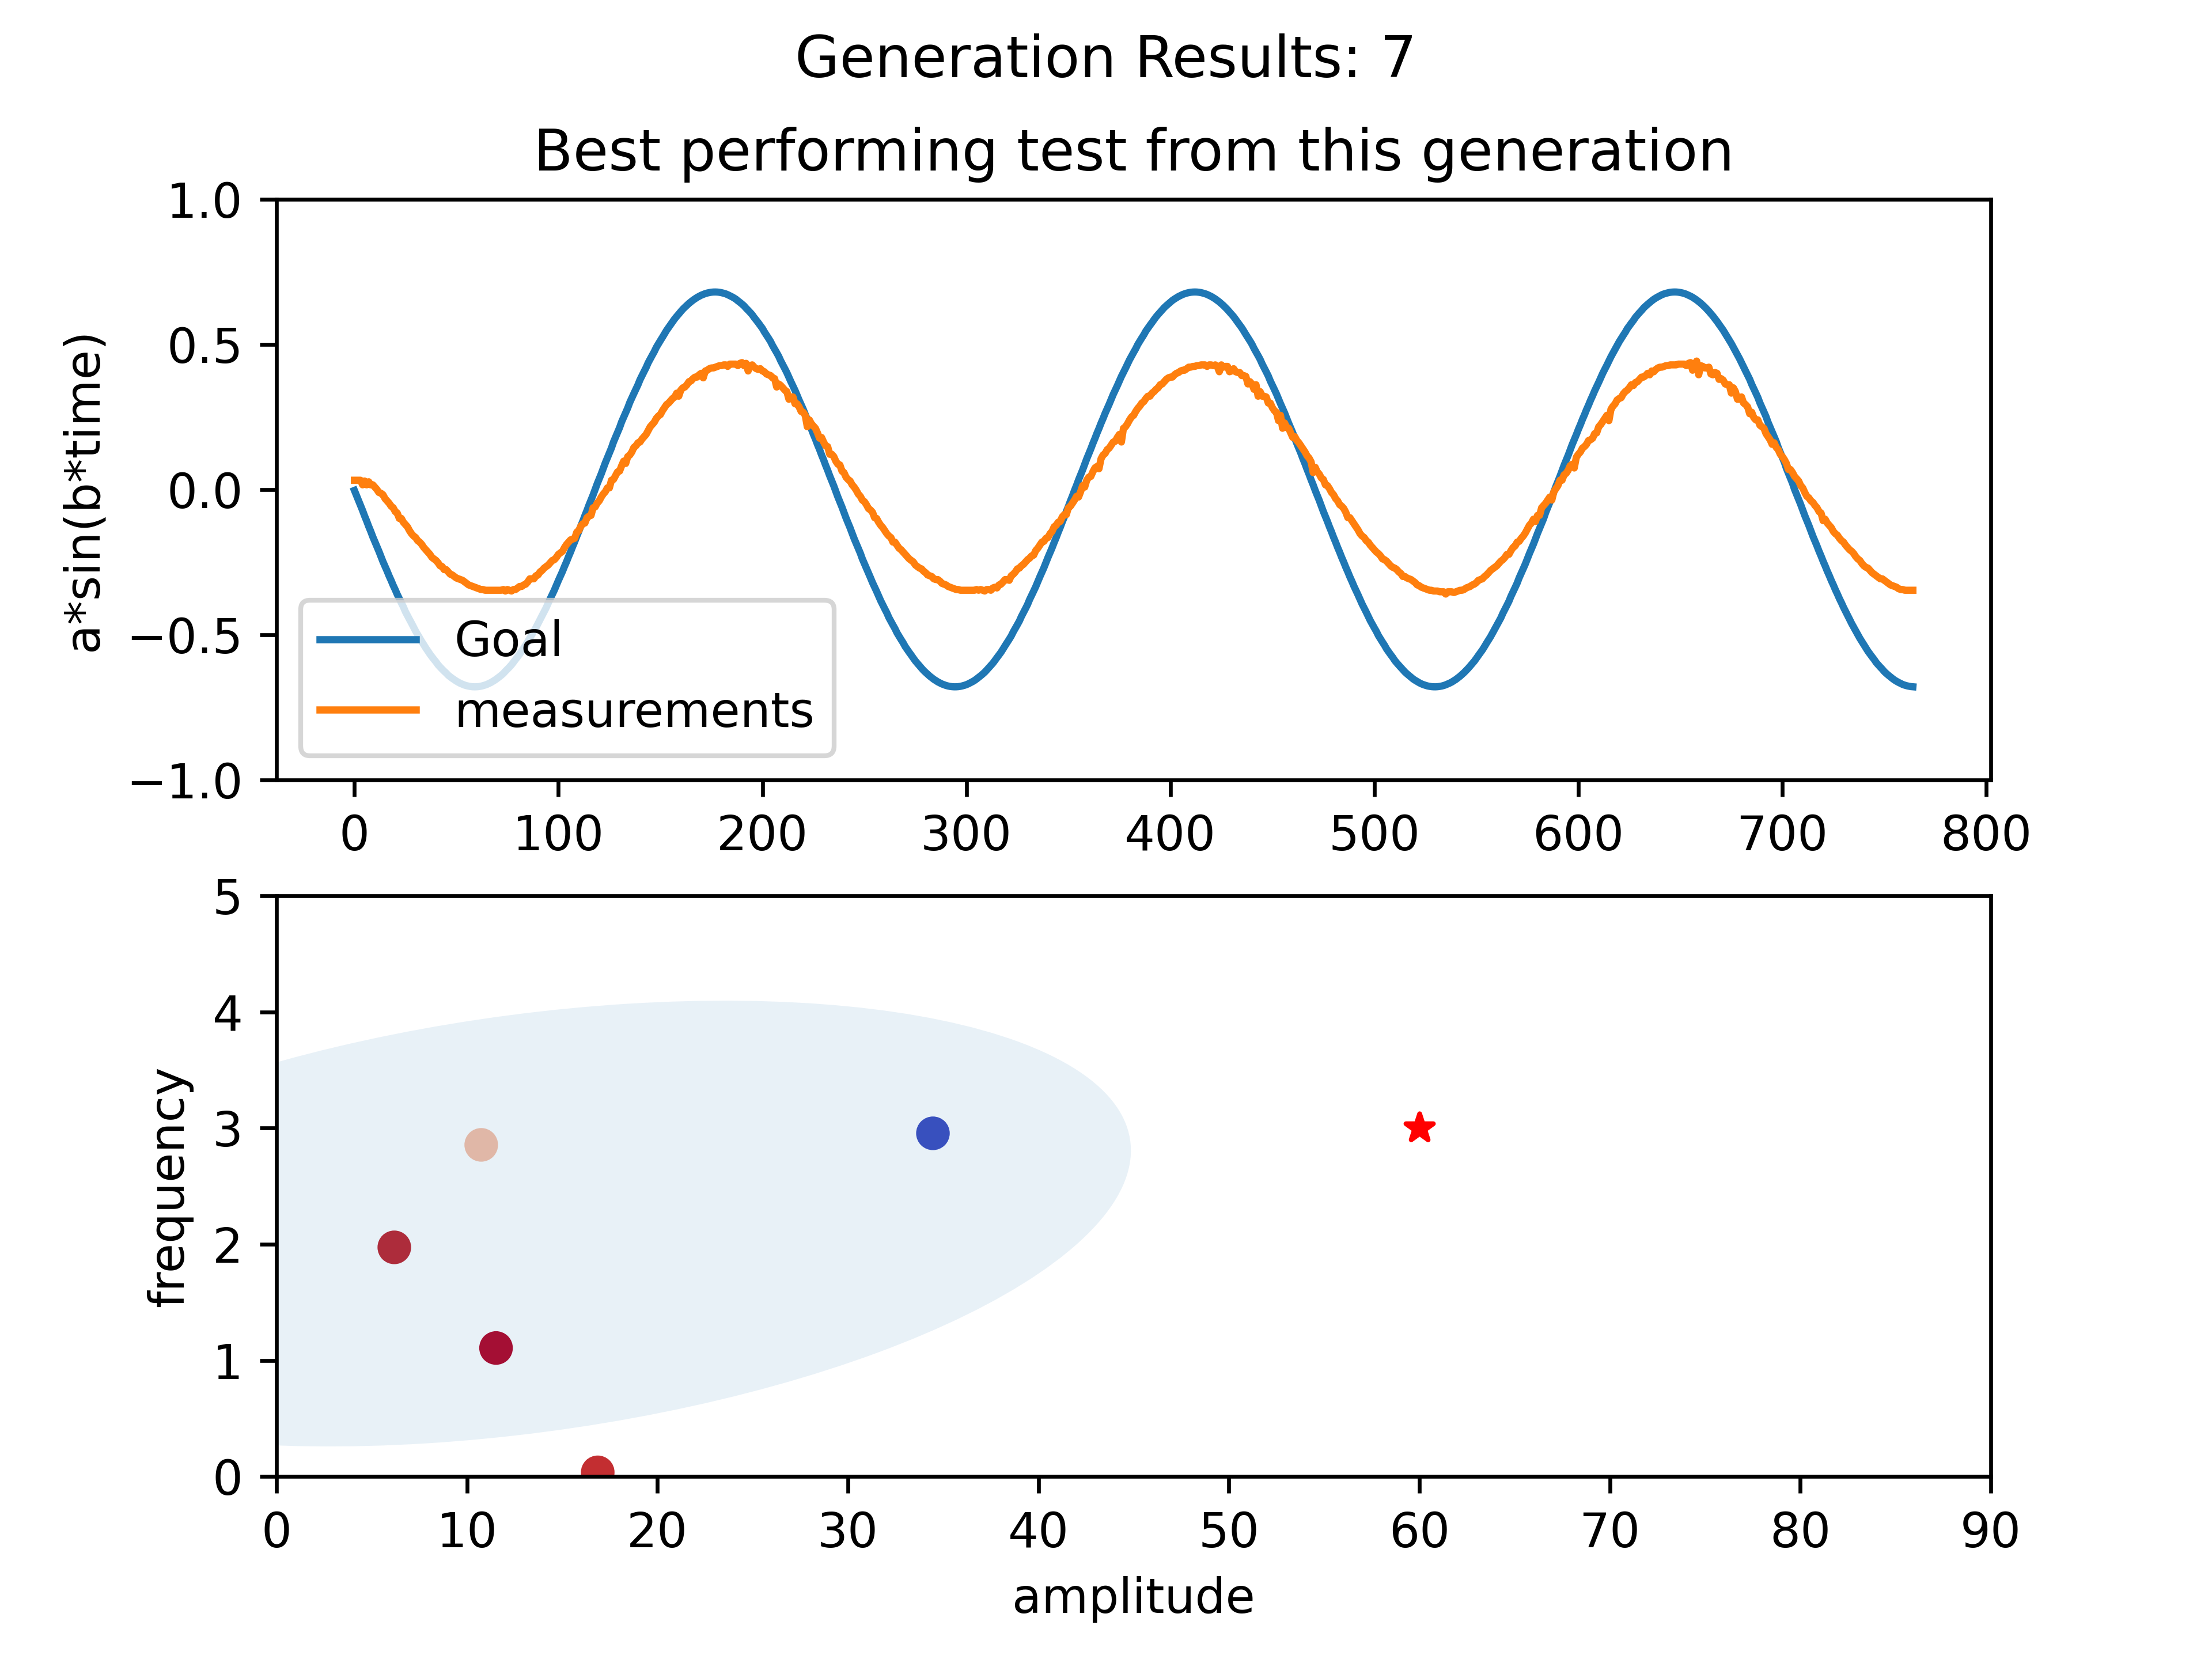 Generation Results: 7
Best performing test from this generation
a*sin(b*time)
1.0
0.5
0.0
−0.5
−1.0
Goal
measurements
0 100 200 300 400 500 600 700 800
frequency
5
4
3
2
1
0
0 10 20 30 40 50 60 70 80 90
amplitude